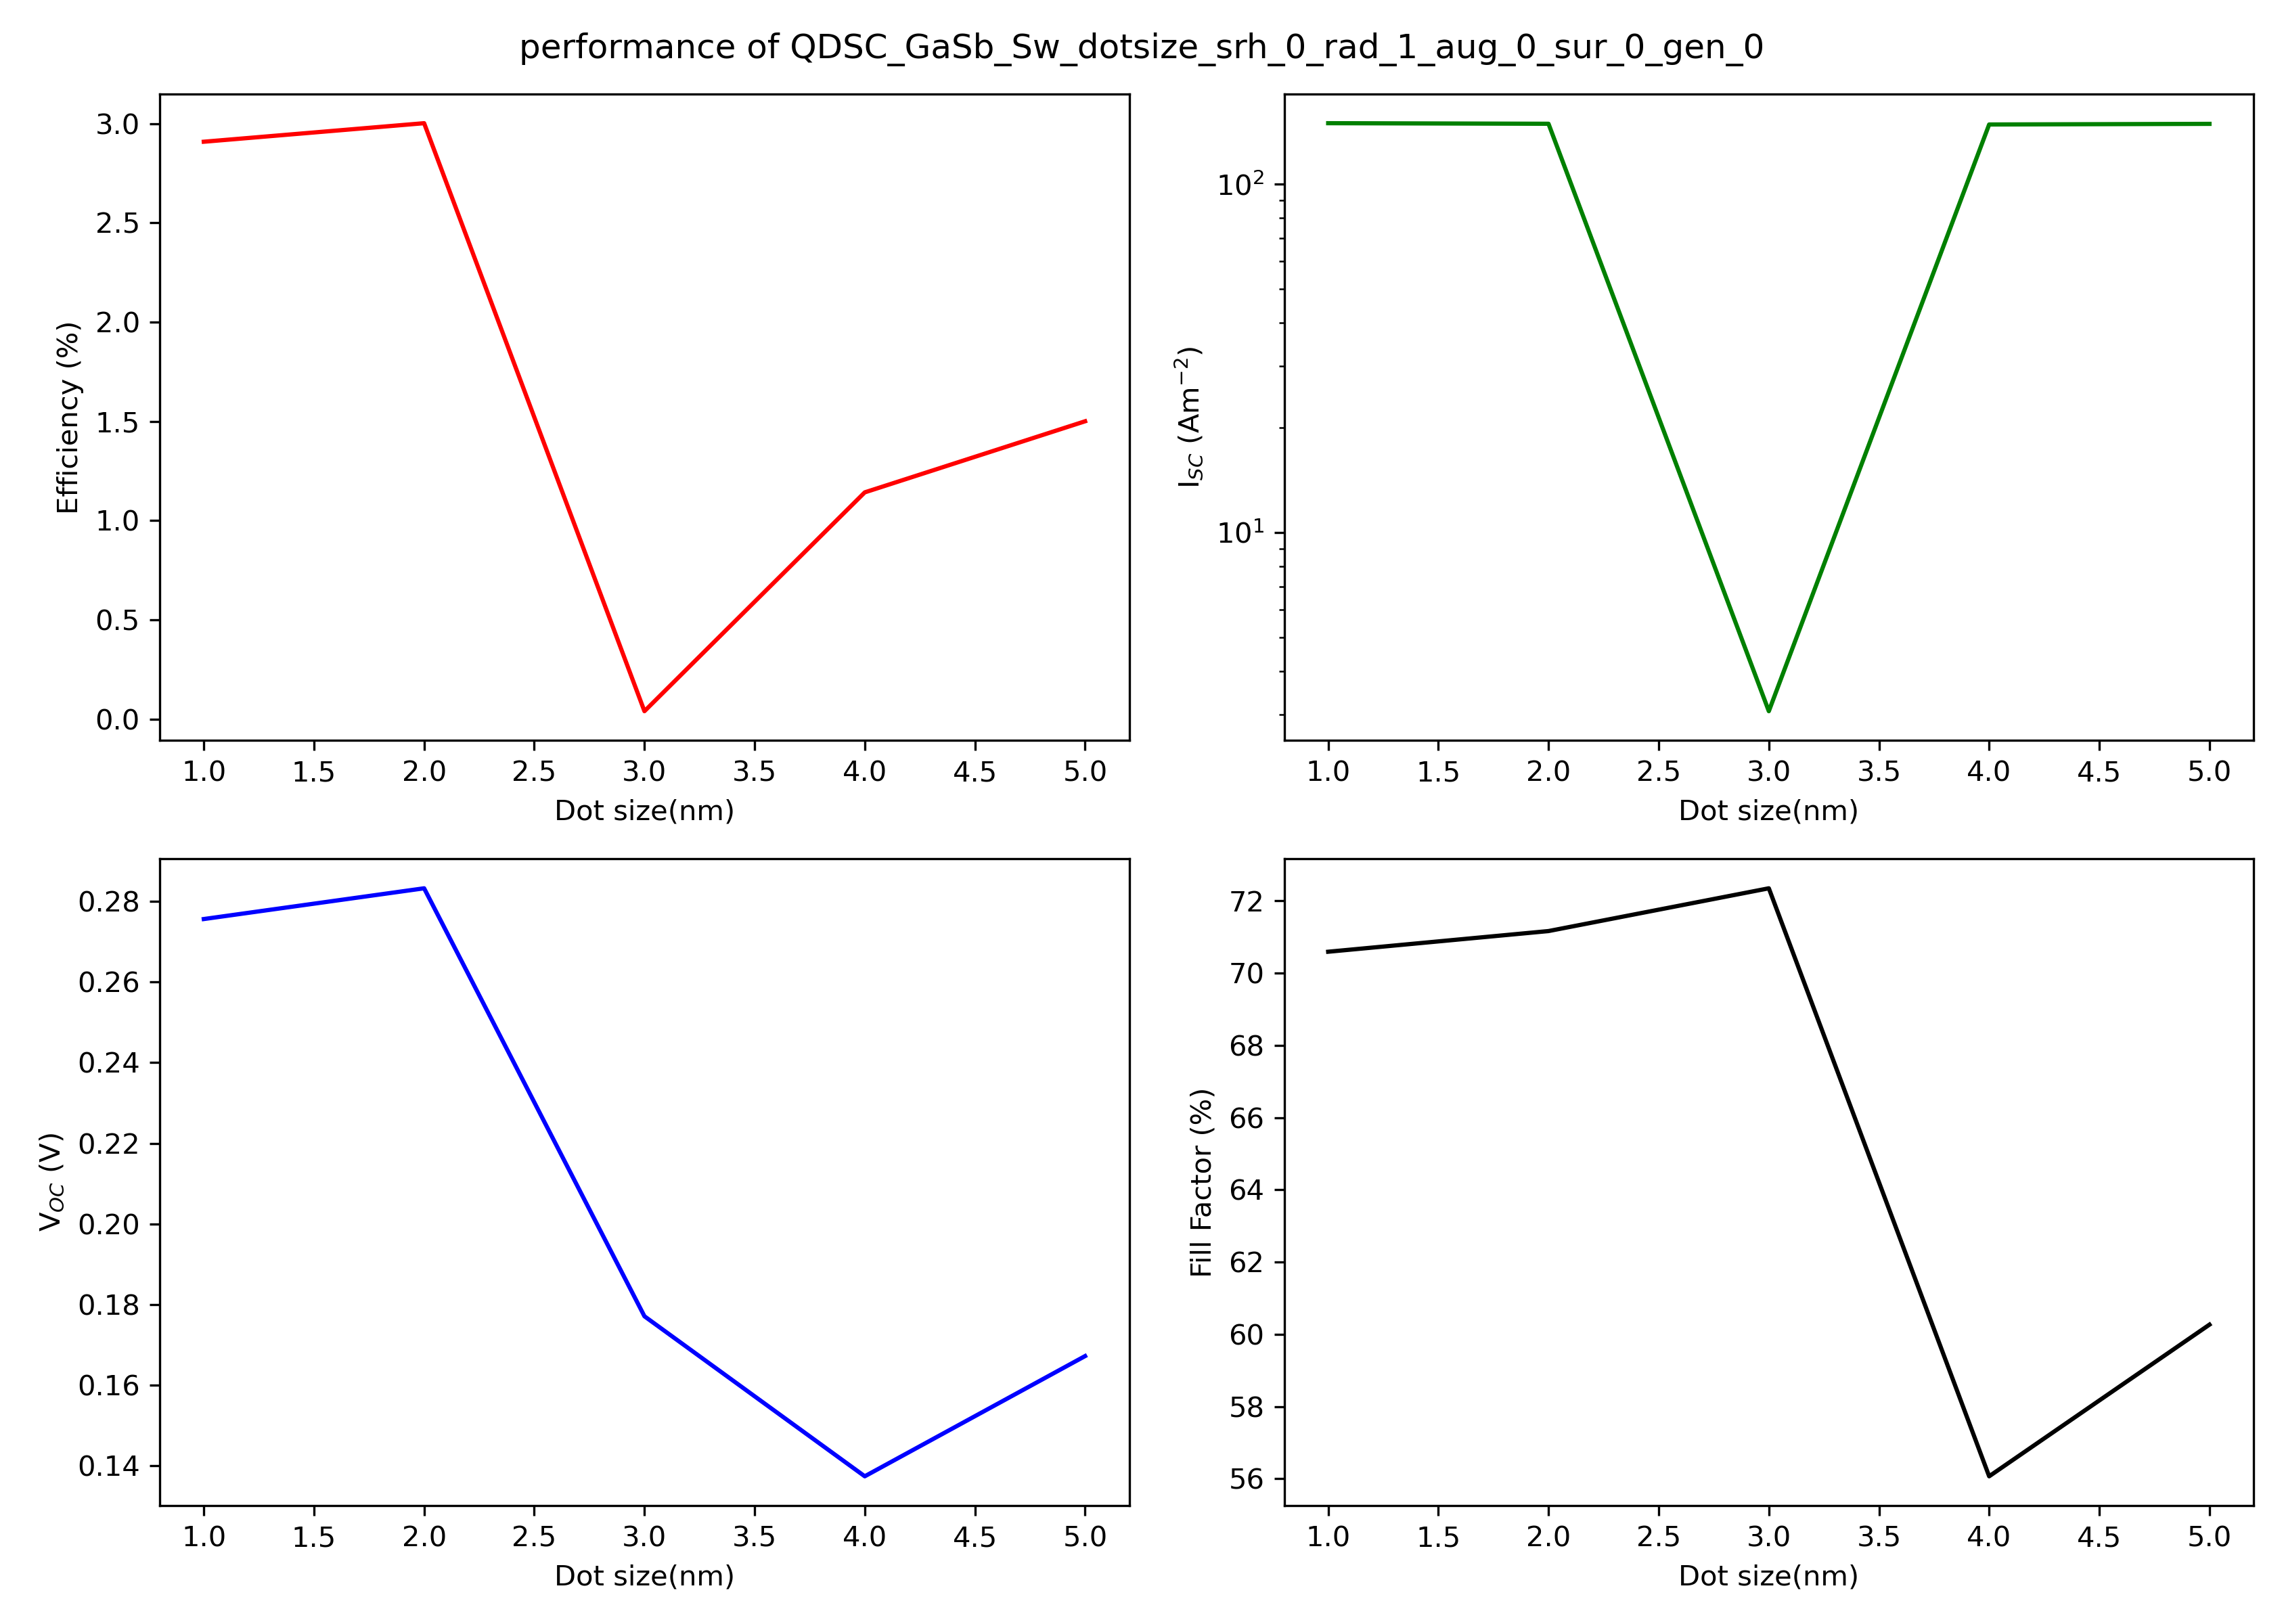 performance of QDSC_GaSb_Sw_dotsize_srh_0_rad_1_aug_0_sur_0_gen_0
Efficiency (%)
3.0
2.5
2.0
1.5
1.0
0.5
0.0
1.0 1.5 2.0 2.5 3.0 3.5 4.0 4.5 5.0
Dot size(nm)
I_SC (Am⁻²)
10²
10¹
1.0 1.5 2.0 2.5 3.0 3.5 4.0 4.5 5.0
Dot size(nm)
V_OC (V)
0.28
0.26
0.24
0.22
0.20
0.18
0.16
0.14
1.0 1.5 2.0 2.5 3.0 3.5 4.0 4.5 5.0
Dot size(nm)
Fill Factor (%)
72
70
68
66
64
62
60
58
56
1.0 1.5 2.0 2.5 3.0 3.5 4.0 4.5 5.0
Dot size(nm)